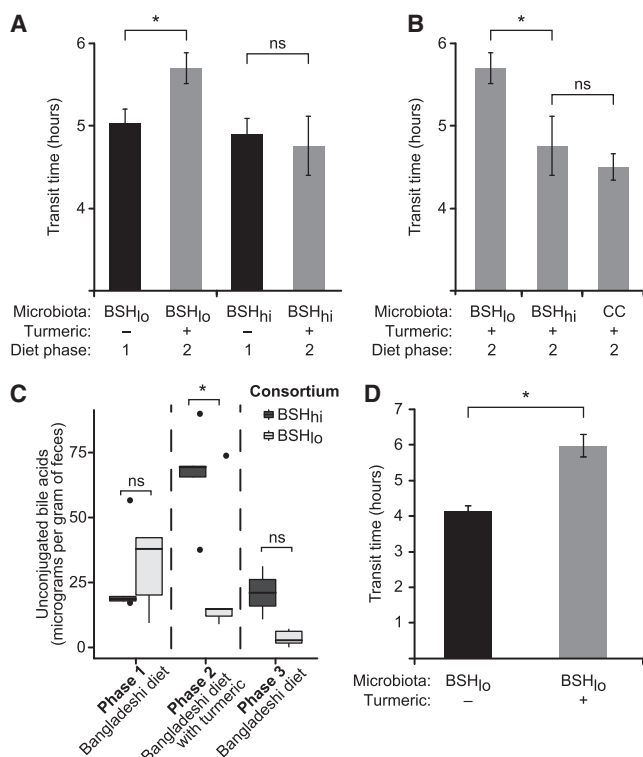 A
Transit time (hours)
6
5
4
*
ns
Microbiota: BSHlo BSHlo BSHhi BSHhi
Turmeric: – + – +
Diet phase: 1 2 1 2
B
Transit time (hours)
6
5
4
*
ns
Microbiota: BSHlo BSHhi CC
Turmeric: + + +
Diet phase: 2 2 2
C
Unconjugated bile acids
(micrograms per gram of feces)
75
50
25
0
ns
*
ns
Consortium
BSHhi
BSHlo
Phase 1
Bangladeshi diet
Phase 2
Bangladeshi diet
with turmeric
Phase 3
Bangladeshi diet
D
Transit time (hours)
7
6
5
4
3
2
1
0
*
Microbiota: BSHlo BSHlo
Turmeric: – +